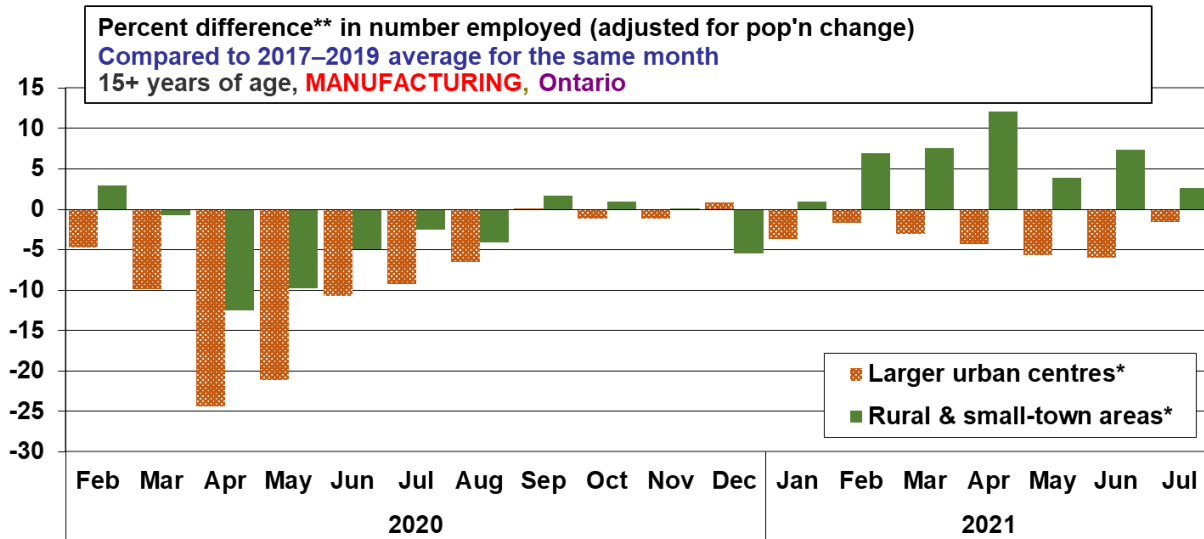 Percent difference** in number employed (adjusted for pop'n change)
Compared to 2017–2019 average for the same month
15+ years of age, MANUFACTURING, Ontario
15
10
5
0
-5
-10
-15
-20
-25
-30
Larger urban centres*
Rural & small-town areas*
Feb Mar Apr May Jun Jul Aug Sep Oct Nov Dec Jan Feb Mar Apr May Jun Jul
2020 2021